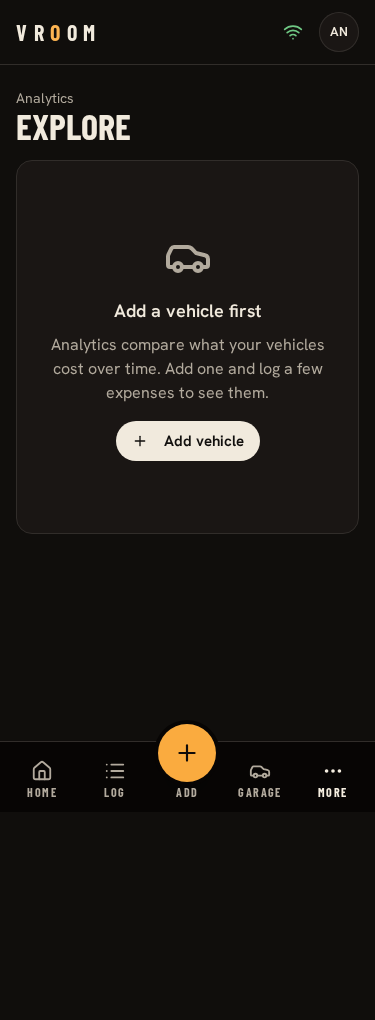 VROOM
AN
Analytics
EXPLORE
Add a vehicle first
Analytics compare what your vehicles
cost over time. Add one and log a few
expenses to see them.
Add vehicle
HOME
LOG
ADD
GARAGE
MORE